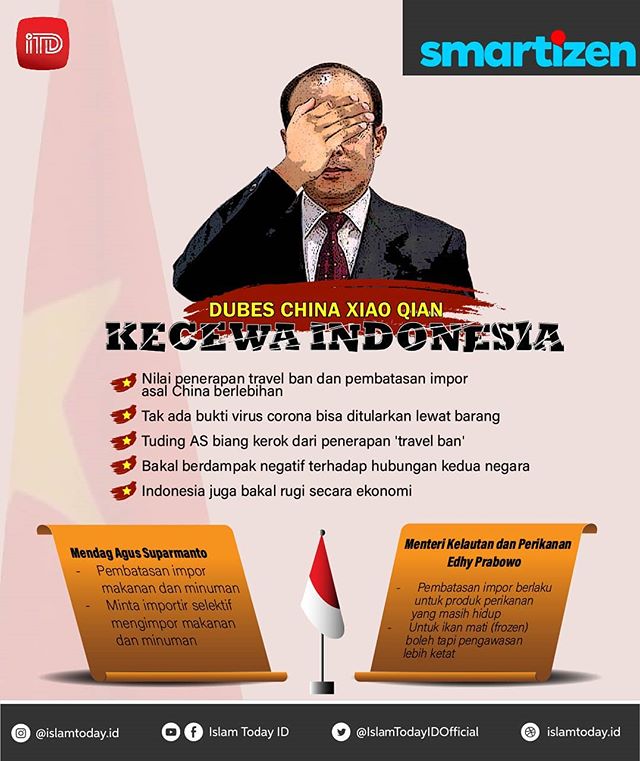 iTD
smartizen
DUBES CHINA XIAO QIAN
KECEWA INDONESIA
Nilai penerapan travel ban dan pembatasan impor
asal China berlebihan
Tak ada bukti virus corona bisa ditularkan lewat barang
Tuding AS biang kerok dari penerapan 'travel ban'
Bakal berdampak negatif terhadap hubungan kedua negara
Indonesia juga bakal rugi secara ekonomi
Mendag Agus Suparmanto
- Pembatasan impor
makanan dan minuman
- Minta importir selektif
mengimpor makanan
dan minuman
Menteri Kelautan dan Perikanan
Edhy Prabowo
- Pembatasan impor berlaku
untuk produk perikanan
yang masih hidup
- Untuk ikan mati (frozen)
boleh tapi pengawasan
lebih ketat
@islamtoday.id
Islam Today ID
@IslamTodayIDOfficial
islamtoday.id